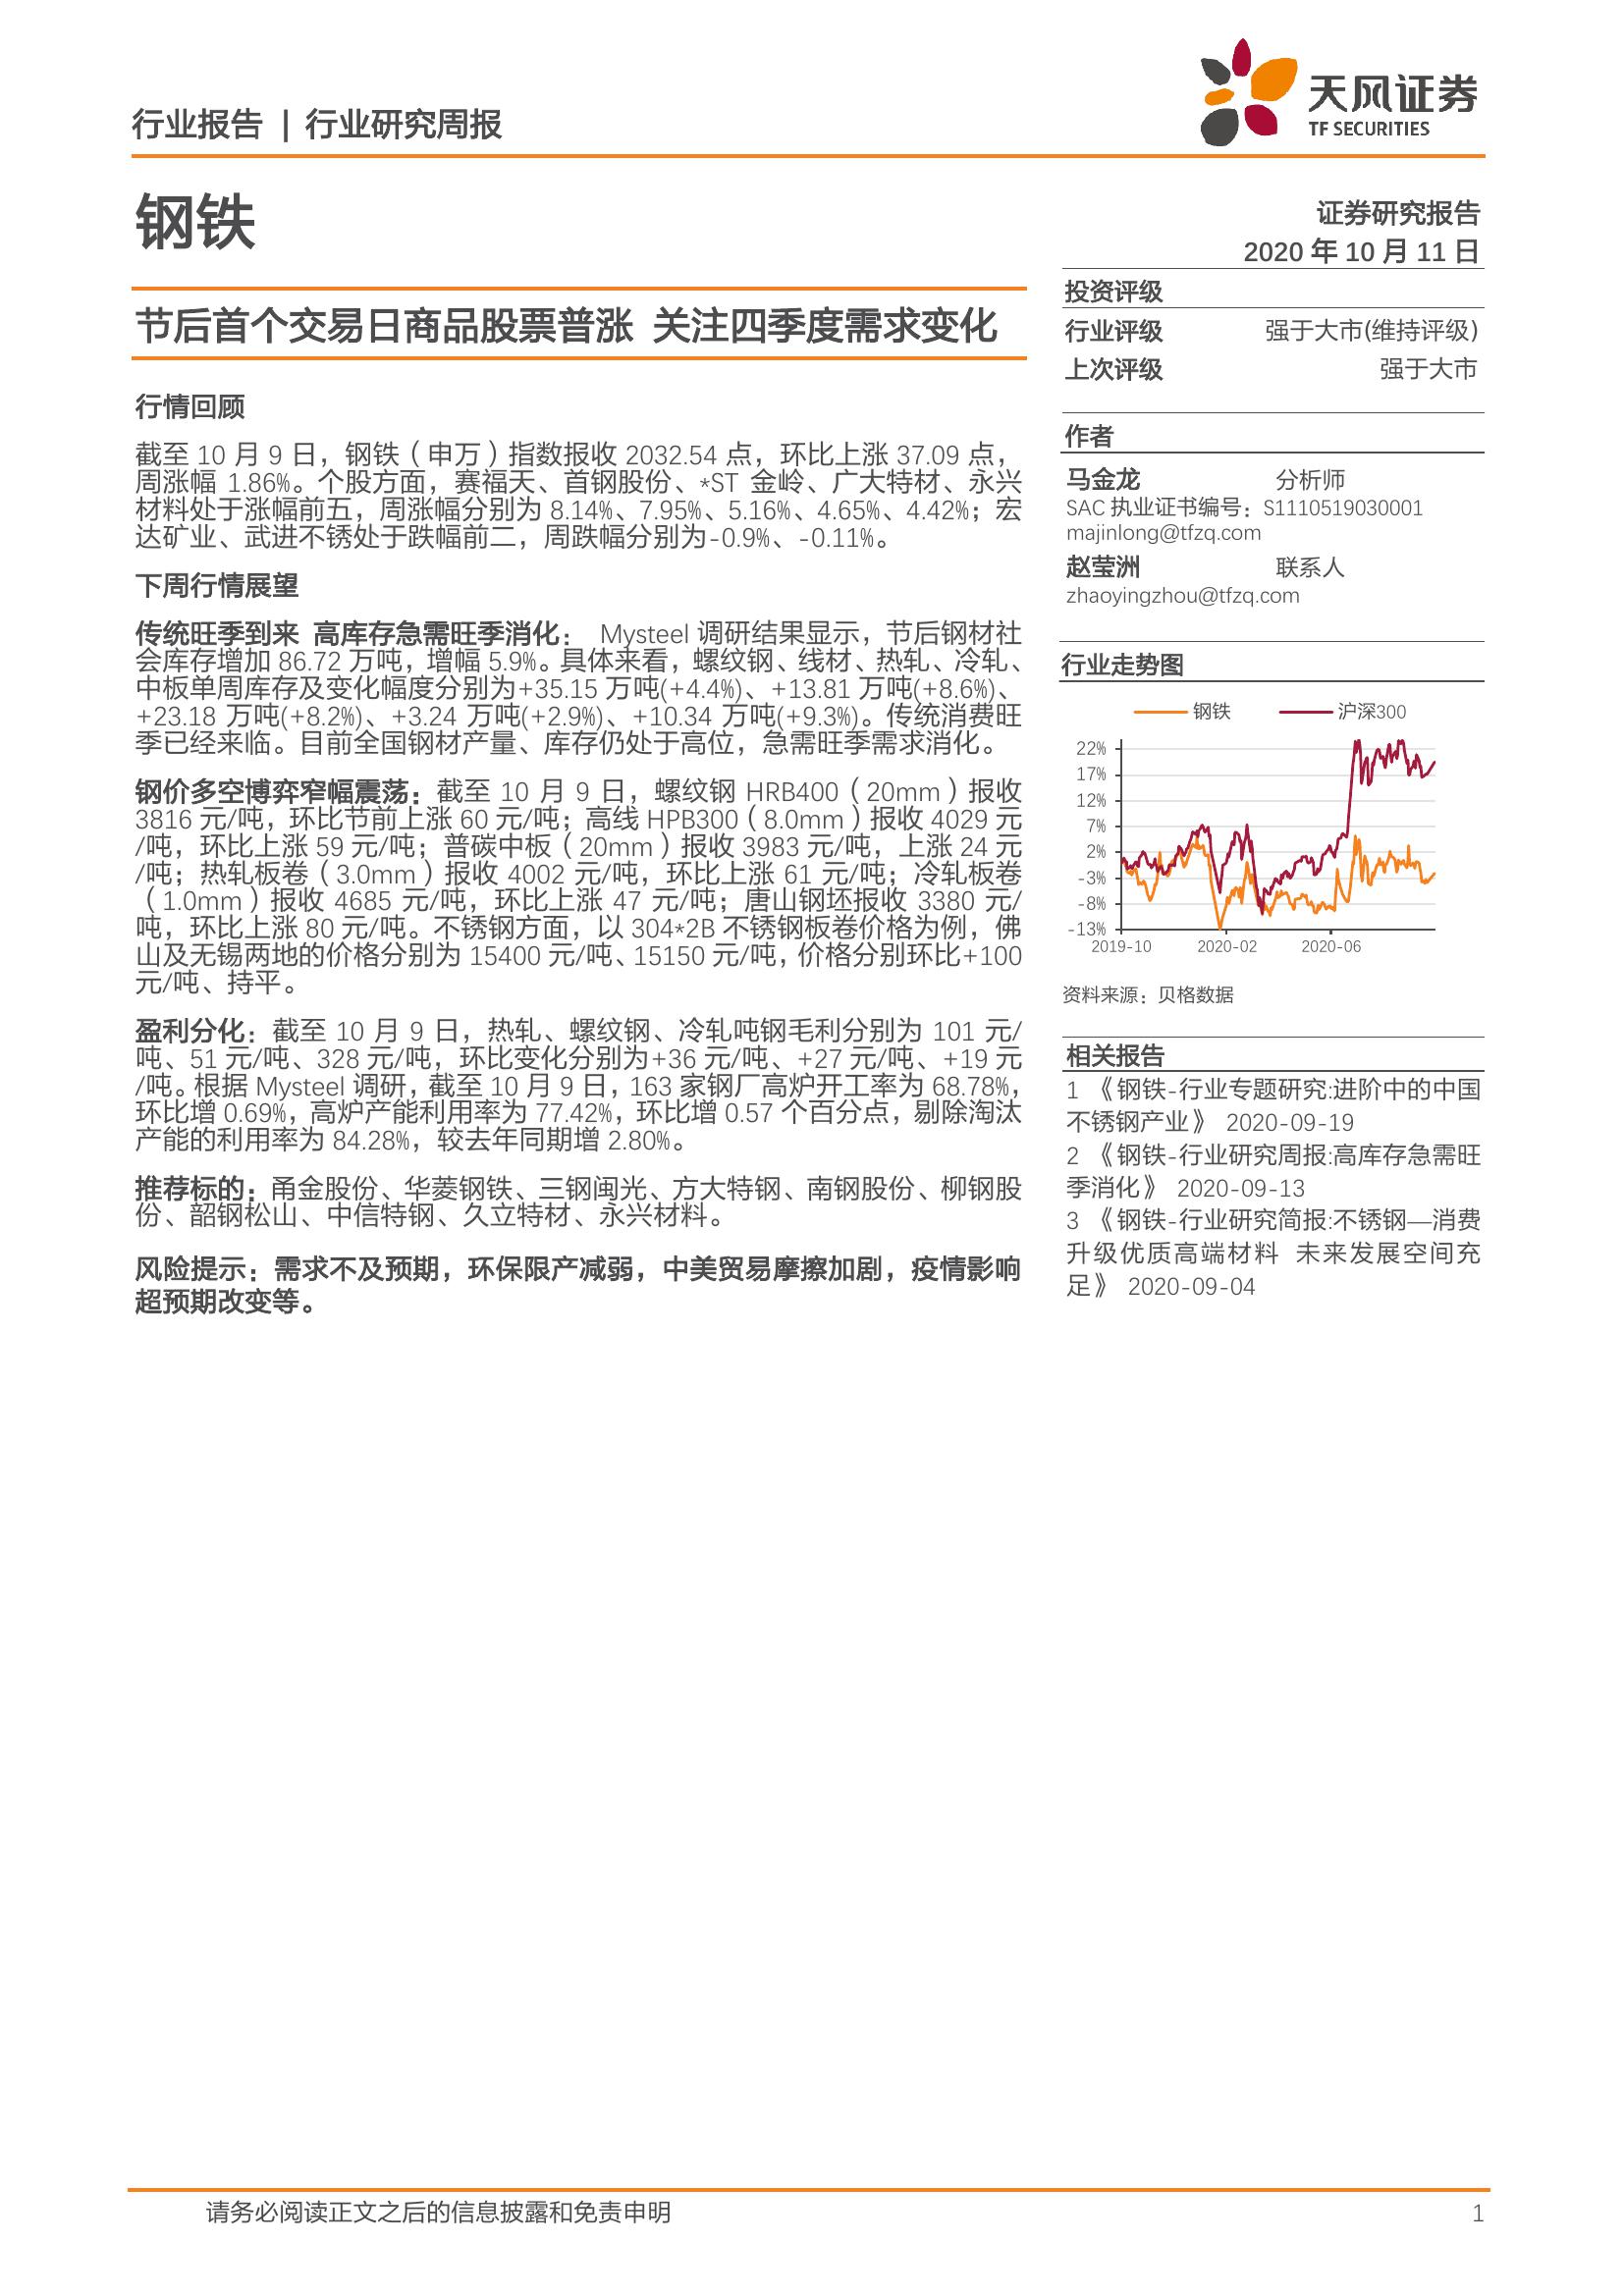 行业报告 | 行业研究周报
天风证券
TF SECURITIES
钢铁
证券研究报告
2020 年 10 月 11 日
节后首个交易日商品股票普涨 关注四季度需求变化
行情回顾
截至 10 月 9 日，钢铁（申万）指数报收 2032.54 点，环比上涨 37.09 点，
周涨幅 1.86%。个股方面，赛福天、首钢股份、*ST 金岭、广大特材、永兴
材料处于涨幅前五，周涨幅分别为 8.14%、7.95%、5.16%、4.65%、4.42%；宏
达矿业、武进不锈处于跌幅前二，周跌幅分别为-0.9%、-0.11%。
下周行情展望
传统旺季到来 高库存急需旺季消化： Mysteel 调研结果显示，节后钢材社
会库存增加 86.72 万吨，增幅 5.9%。具体来看，螺纹钢、线材、热轧、冷轧、
中板单周库存及变化幅度分别为+35.15 万吨(+4.4%)、+13.81 万吨(+8.6%)、
+23.18 万吨(+8.2%)、+3.24 万吨(+2.9%)、+10.34 万吨(+9.3%)。传统消费旺
季已经来临。目前全国钢材产量、库存仍处于高位，急需旺季需求消化。
钢价多空博弈窄幅震荡：截至 10 月 9 日，螺纹钢 HRB400（20mm）报收
3816 元/吨，环比节前上涨 60 元/吨；高线 HPB300（8.0mm）报收 4029 元
/吨，环比上涨 59 元/吨；普碳中板（20mm）报收 3983 元/吨，上涨 24 元
/吨；热轧板卷（3.0mm）报收 4002 元/吨，环比上涨 61 元/吨；冷轧板卷
（1.0mm）报收 4685 元/吨，环比上涨 47 元/吨；唐山钢坯报收 3380 元/
吨，环比上涨 80 元/吨。不锈钢方面，以 304*2B 不锈钢板卷价格为例，佛
山及无锡两地的价格分别为 15400 元/吨、15150 元/吨，价格分别环比+100
元/吨、持平。
盈利分化：截至 10 月 9 日，热轧、螺纹钢、冷轧吨钢毛利分别为 101 元/
吨、51 元/吨、328 元/吨，环比变化分别为+36 元/吨、+27 元/吨、+19 元
/吨。根据 Mysteel 调研，截至 10 月 9 日，163 家钢厂高炉开工率为 68.78%，
环比增 0.69%，高炉产能利用率为 77.42%，环比增 0.57 个百分点，剔除淘汰
产能的利用率为 84.28%，较去年同期增 2.80%。
推荐标的：甬金股份、华菱钢铁、三钢闽光、方大特钢、南钢股份、柳钢股
份、韶钢松山、中信特钢、久立特材、永兴材料。
风险提示：需求不及预期，环保限产减弱，中美贸易摩擦加剧，疫情影响
超预期改变等。
投资评级
行业评级 强于大市(维持评级)
上次评级 强于大市
作者
马金龙 分析师
SAC 执业证书编号：S1110519030001
majinlong@tfzq.com
赵莹洲 联系人
zhaoyingzhou@tfzq.com
行业走势图
钢铁 沪深300
22%
17%
12%
7%
2%
-3%
-8%
-13%
2019-10 2020-02 2020-06
资料来源：贝格数据
相关报告
1 《钢铁-行业专题研究:进阶中的中国
不锈钢产业》 2020-09-19
2 《钢铁-行业研究周报:高库存急需旺
季消化》 2020-09-13
3 《钢铁-行业研究简报:不锈钢—消费
升级优质高端材料 未来发展空间充
足》 2020-09-04
请务必阅读正文之后的信息披露和免责申明 1